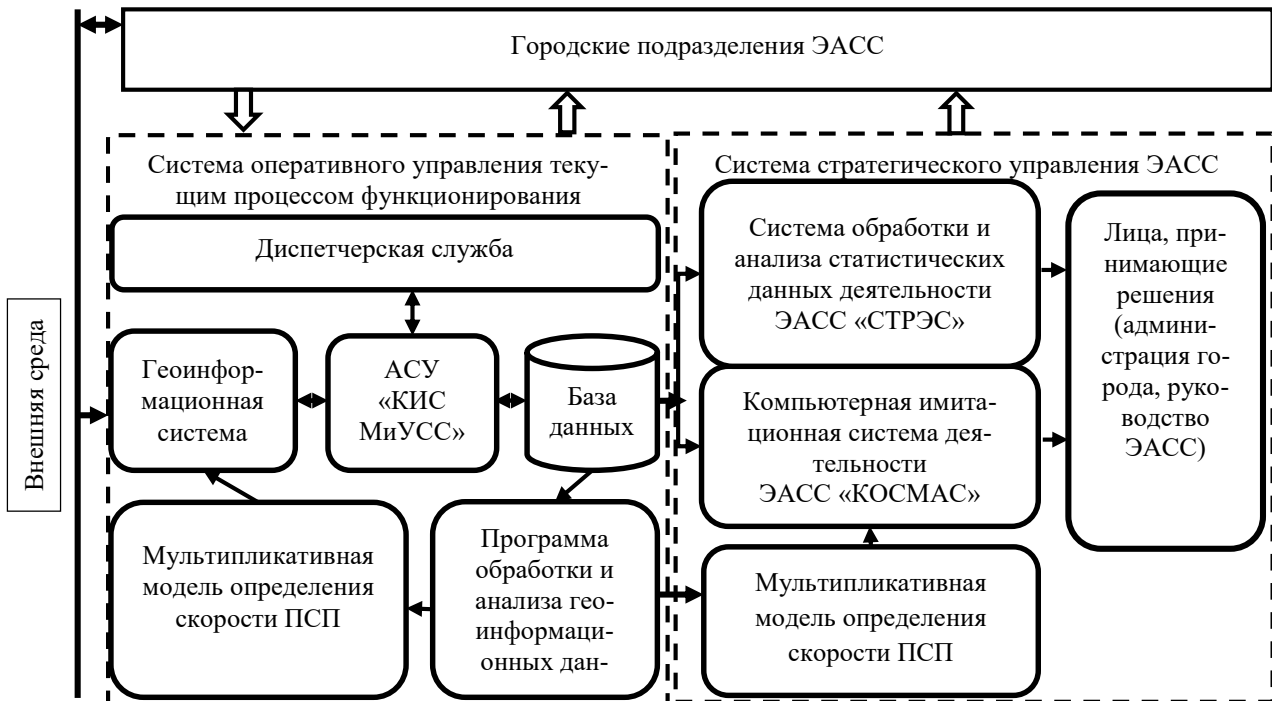 Городские подразделения ЭАСС
Внешняя среда
Система оперативного управления теку-
щим процессом функционирования
Диспетчерская служба
Геоинфор-
мационная
система
АСУ
«КИС
МиУСС»
База
данных
Мультипликативная
модель определения
скорости ПСП
Программа
обработки и
анализа гео-
информаци-
онных дан-
Система стратегического управления ЭАСС
Система обработки и
анализа статистических
данных деятельности
ЭАСС «СТРЭС»
Компьютерная имита-
ционная система дея-
тельности
ЭАСС «КОСМАС»
Мультипликативная
модель определения
скорости ПСП
Лица, при-
нимающие
решения
(админи-
страция го-
рода, руко-
водство
ЭАСС)